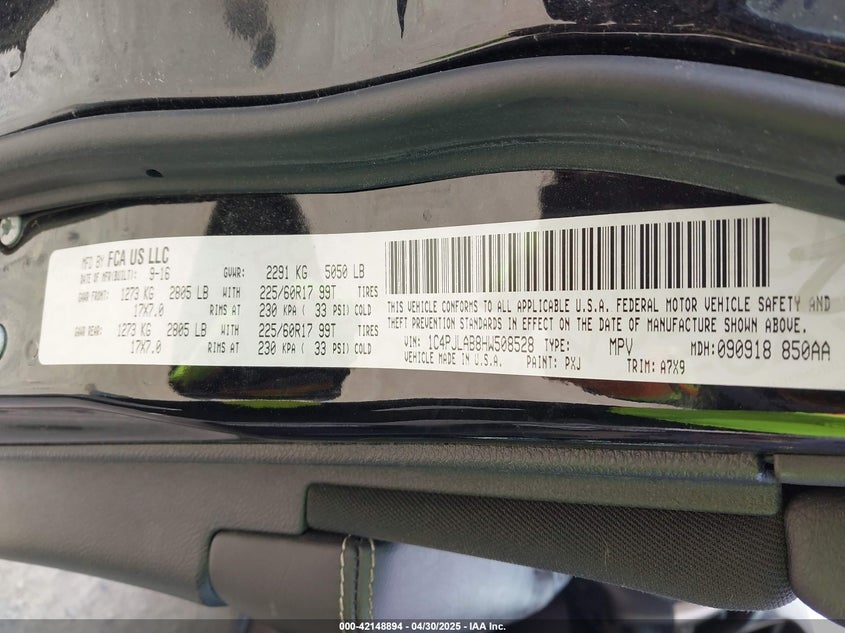 MFD BY FCA US LLC
DATE OF MFR(BUILT): 9-16 GVWR: 2291 KG 5050 LB
GAWR FRONT: 1273 KG 2805 LB WITH 225/60R17 99T TIRES
17X7.0 RIMS AT 230 KPA ( 33 PSI) COLD
GAWR REAR: 1273 KG 2805 LB WITH 225/60R17 99T TIRES
17X7.0 RIMS AT 230 KPA ( 33 PSI) COLD
THIS VEHICLE CONFORMS TO ALL APPLICABLE U.S.A. FEDERAL MOTOR VEHICLE SAFETY AND
THEFT PREVENTION STANDARDS IN EFFECT ON THE DATE OF MANUFACTURE SHOWN ABOVE.
VIN: 1C4PJLAB8HW508528 TYPE: MPV MDH: 090918 850AA
VEHICLE MADE IN U.S.A. PAINT: PXJ TRIM: A7X9
000-42148894 - 04/30/2025 - IAA Inc.